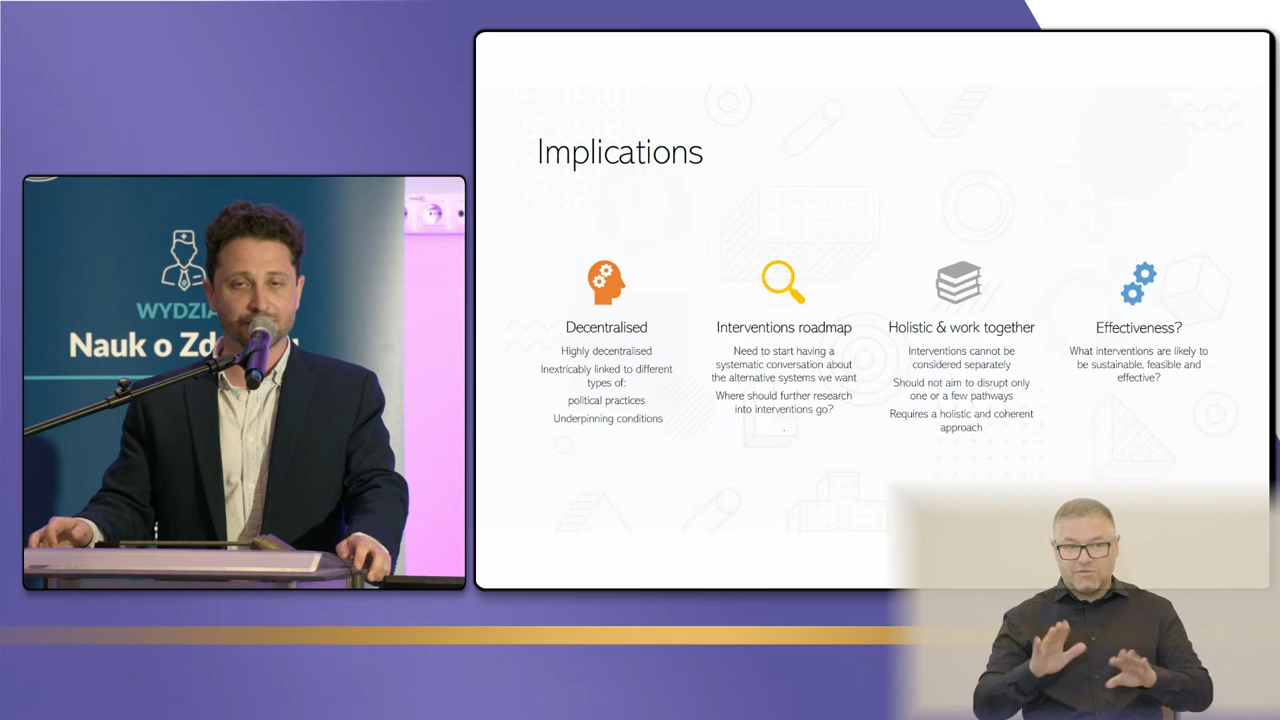 WYDZIA
Nauk o Zd
Implications
Decentralised
Highly decentralised
Inextricably linked to different
types of:
political practices
Underpinning conditions
Interventions roadmap
Need to start having a
systematic conversation about
the alternative systems we want
Where should further research
into interventions go?
.
Holistic & work together
Interventions cannot be
considered separately
Should not aim to disrupt only
one or a few pathways
Requires a holistic and coherent
approach
Effectiveness?
What interventions are likely to
be sustainable, feasible and
effective?